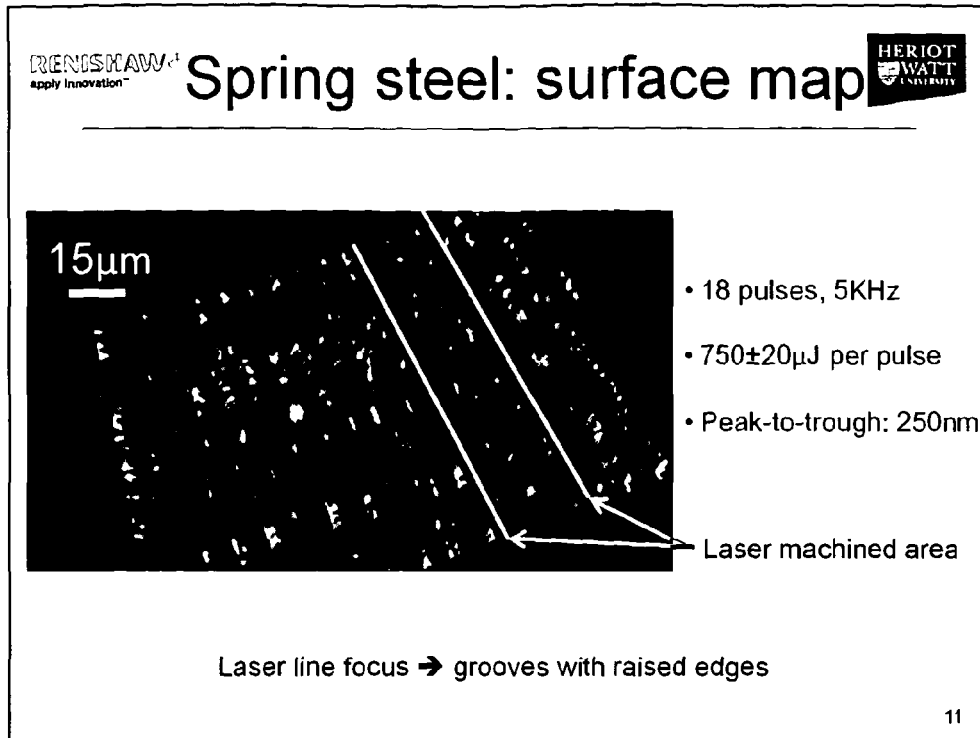 RENISHAW
apply innovation™
Spring steel: surface map
HERIOT
WATT
UNIVERSITY
15µm
• 18 pulses, 5KHz
• 750±20µJ per pulse
• Peak-to-trough: 250nm
Laser machined area
Laser line focus ➔ grooves with raised edges
11